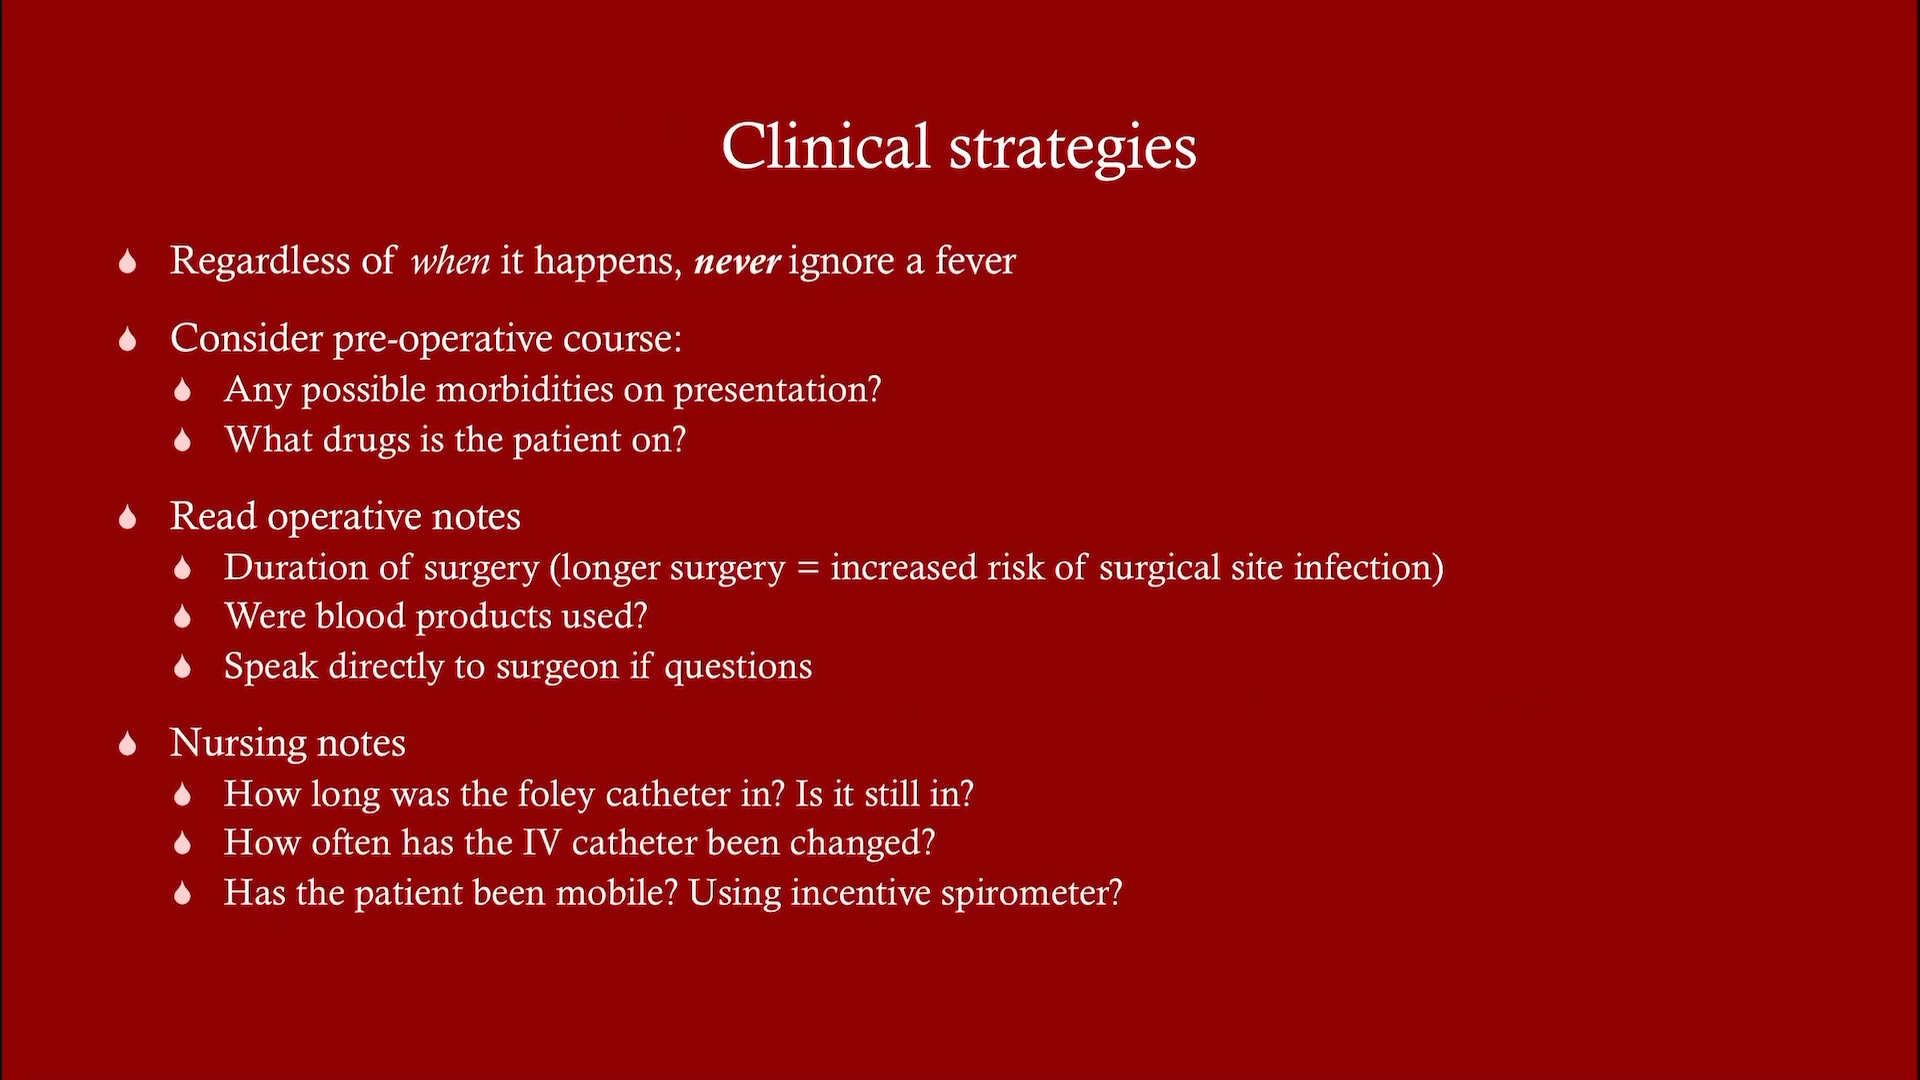 Clinical strategies
Regardless of when it happens, never ignore a fever
Consider pre-operative course:
Any possible morbidities on presentation?
What drugs is the patient on?
Read operative notes
Duration of surgery (longer surgery = increased risk of surgical site infection)
Were blood products used?
Speak directly to surgeon if questions
Nursing notes
How long was the foley catheter in? Is it still in?
How often has the IV catheter been changed?
Has the patient been mobile? Using incentive spirometer?